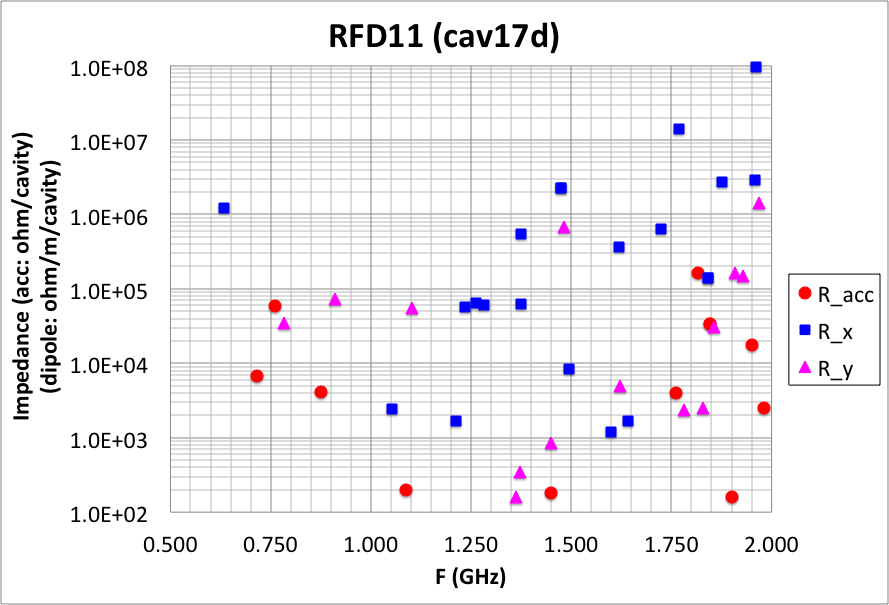 RFD11 (cav17d)
Impedance (acc: ohm/cavity)
(dipole: ohm/m/cavity)
1.0E+08
1.0E+07
1.0E+06
1.0E+05
1.0E+04
1.0E+03
1.0E+02
0.500 0.750 1.000 1.250 1.500 1.750 2.000
F (GHz)
R_acc
R_x
R_y